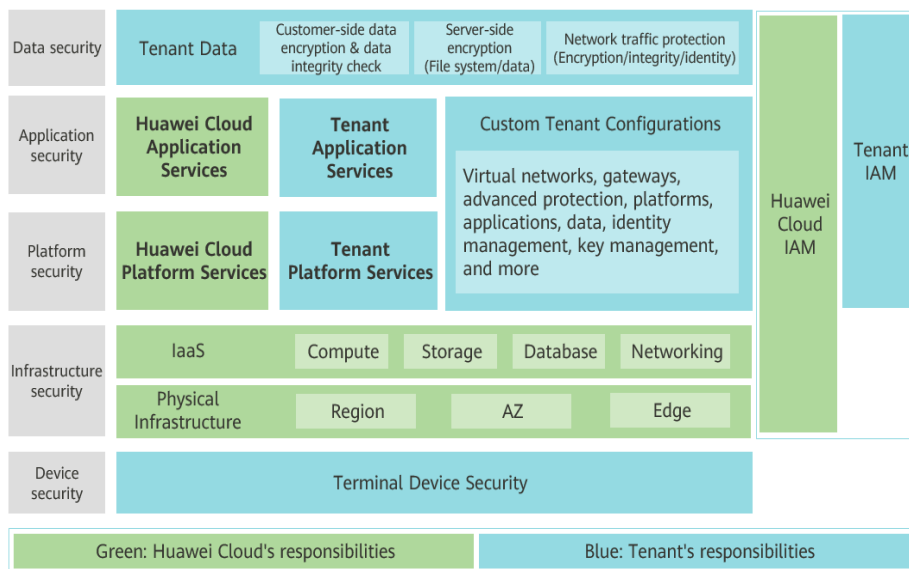 Data security
Tenant Data
Customer-side data
encryption & data
integrity check
Server-side
encryption
(File system/data)
Network traffic protection
(Encryption/integrity/identity)
Application
security
Huawei Cloud
Application
Services
Tenant
Application
Services
Custom Tenant Configurations
Virtual networks, gateways,
advanced protection, platforms,
applications, data, identity
management, key management,
and more
Platform
security
Huawei Cloud
Platform Services
Tenant
Platform Services
Huawei
Cloud
IAM
Tenant
IAM
Infrastructure
security
IaaS
Compute
Storage
Database
Networking
Physical
Infrastructure
Region
AZ
Edge
Device
security
Terminal Device Security
Green: Huawei Cloud's responsibilities
Blue: Tenant's responsibilities